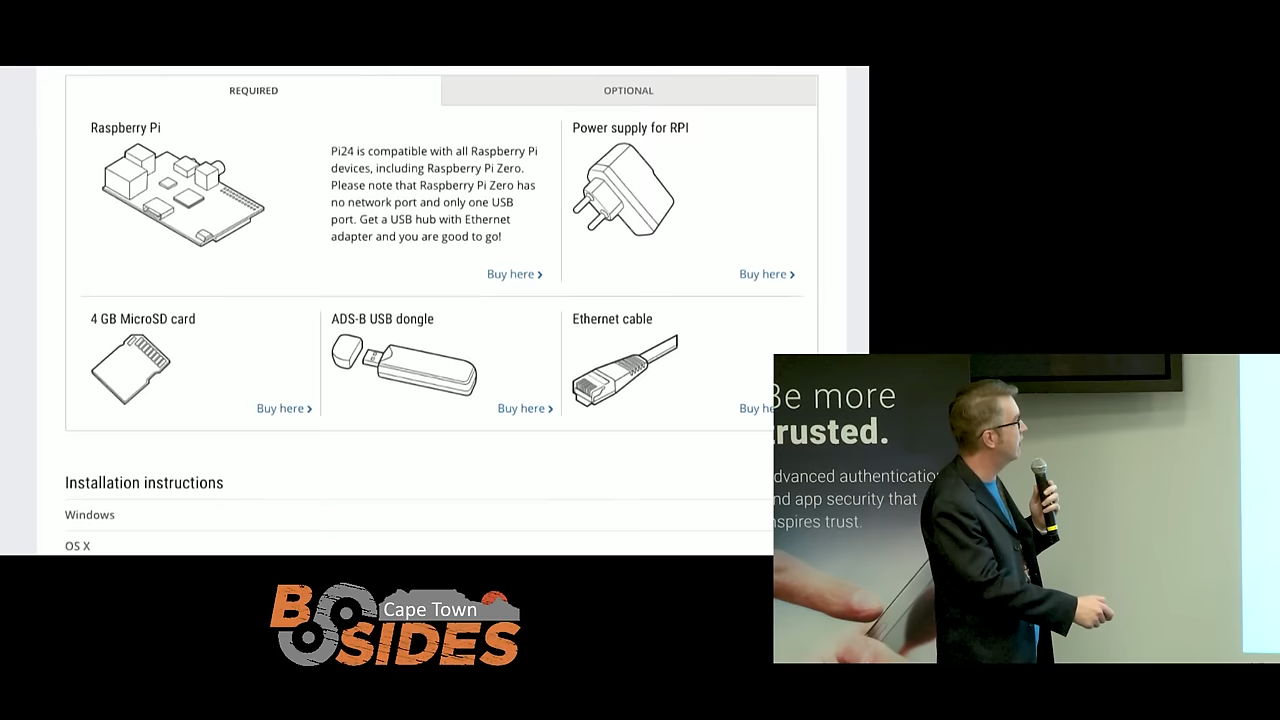 REQUIRED
OPTIONAL
Raspberry Pi
Pi24 is compatible with all Raspberry Pi
devices, including Raspberry Pi Zero.
Please note that Raspberry Pi Zero has
no network port and only one USB
port. Get a USB hub with Ethernet
adapter and you are good to go!
Buy here
Power supply for RPI
Buy here
4 GB MicroSD card
Buy here
ADS-B USB dongle
Buy here
Ethernet cable
Buy he
Installation instructions
Windows
OS X
Be more
trusted.
dvanced authenticatio
nd app security that
nspires trust.
BSIDES
Cape Town